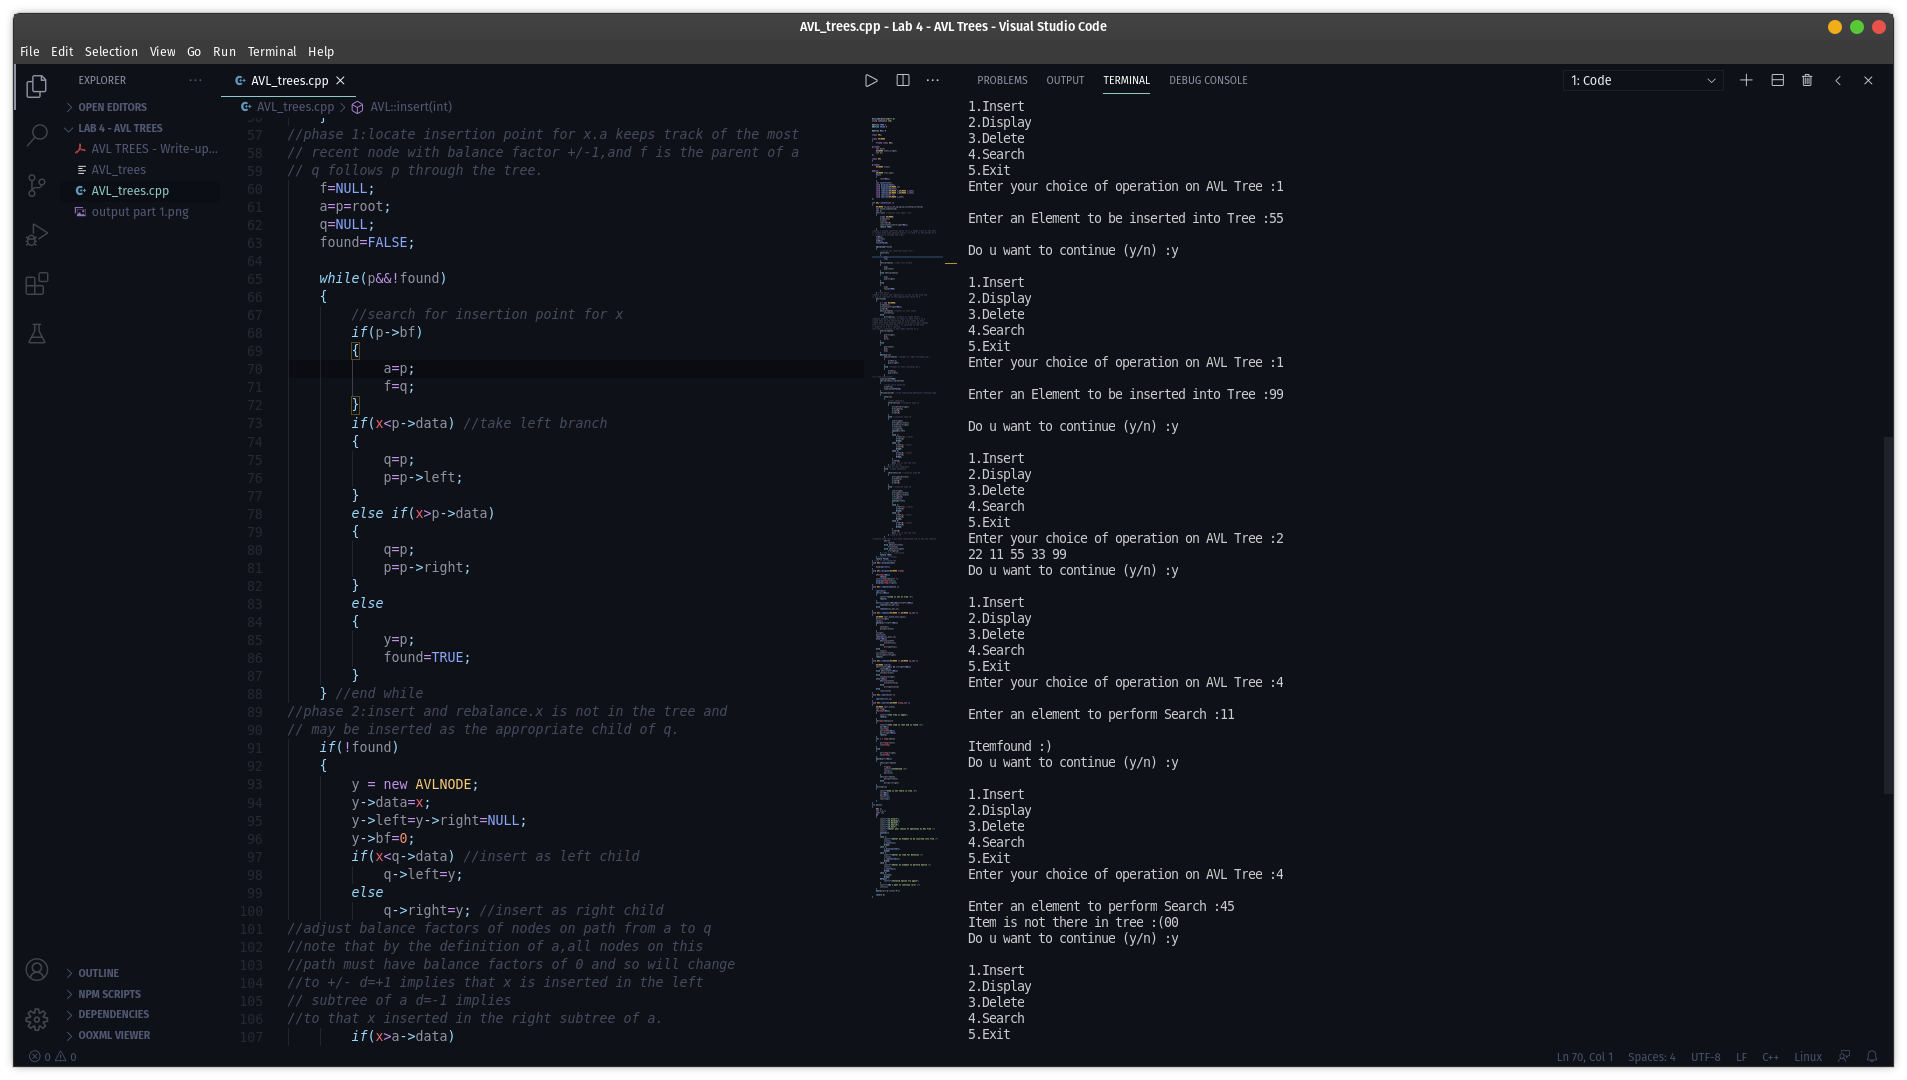 AVL_trees.cpp - Lab 4 - AVL Trees - Visual Studio Code
File Edit Selection View Go Run Terminal Help
EXPLORER ···
OPEN EDITORS
LAB 4 - AVL TREES
AVL TREES - Write-up...
AVL_trees
AVL_trees.cpp
output part 1.png
OUTLINE
NPM SCRIPTS
DEPENDENCIES
OOXML VIEWER
AVL_trees.cpp
AVL_trees.cpp > AVL::insert(int)
56 }
57 //phase 1:locate insertion point for x.a keeps track of the most
58 // recent node with balance factor +/-1,and f is the parent of a
59 // q follows p through the tree.
60 f=NULL;
61 a=p=root;
62 q=NULL;
63 found=FALSE;
64
65 while(p&&!found)
66 {
67 //search for insertion point for x
68 if(p->bf)
69 {
70 a=p;
71 f=q;
72 }
73 if(x<p->data) //take left branch
74 {
75 q=p;
76 p=p->left;
77 }
78 else if(x>p->data)
79 {
80 q=p;
81 p=p->right;
82 }
83 else
84 {
85 y=p;
86 found=TRUE;
87 }
88 } //end while
89 //phase 2:insert and rebalance.x is not in the tree and
90 // may be inserted as the appropriate child of q.
91 if(!found)
92 {
93 y = new AVLNODE;
94 y->data=x;
95 y->left=y->right=NULL;
96 y->bf=0;
97 if(x<q->data) //insert as left child
98 q->left=y;
99 else
100 q->right=y; //insert as right child
101 //adjust balance factors of nodes on path from a to q
102 //note that by the definition of a,all nodes on this
103 //path must have balance factors of 0 and so will change
104 //to +/- d=+1 implies that x is inserted in the left
105 // subtree of a d=-1 implies
106 //to that x inserted in the right subtree of a.
107 if(x>a->data)
PROBLEMS OUTPUT TERMINAL DEBUG CONSOLE
1: Code
1.Insert
2.Display
3.Delete
4.Search
5.Exit
Enter your choice of operation on AVL Tree :1
Enter an Element to be inserted into Tree :55
Do u want to continue (y/n) :y
1.Insert
2.Display
3.Delete
4.Search
5.Exit
Enter your choice of operation on AVL Tree :1
Enter an Element to be inserted into Tree :99
Do u want to continue (y/n) :y
1.Insert
2.Display
3.Delete
4.Search
5.Exit
Enter your choice of operation on AVL Tree :2
22 11 55 33 99
Do u want to continue (y/n) :y
1.Insert
2.Display
3.Delete
4.Search
5.Exit
Enter your choice of operation on AVL Tree :4
Enter an element to perform Search :11
Itemfound :)
Do u want to continue (y/n) :y
1.Insert
2.Display
3.Delete
4.Search
5.Exit
Enter your choice of operation on AVL Tree :4
Enter an element to perform Search :45
Item is not there in tree :(00
Do u want to continue (y/n) :y
1.Insert
2.Display
3.Delete
4.Search
5.Exit
0 0
Ln 70, Col 1 Spaces: 4 UTF-8 LF C++ Linux